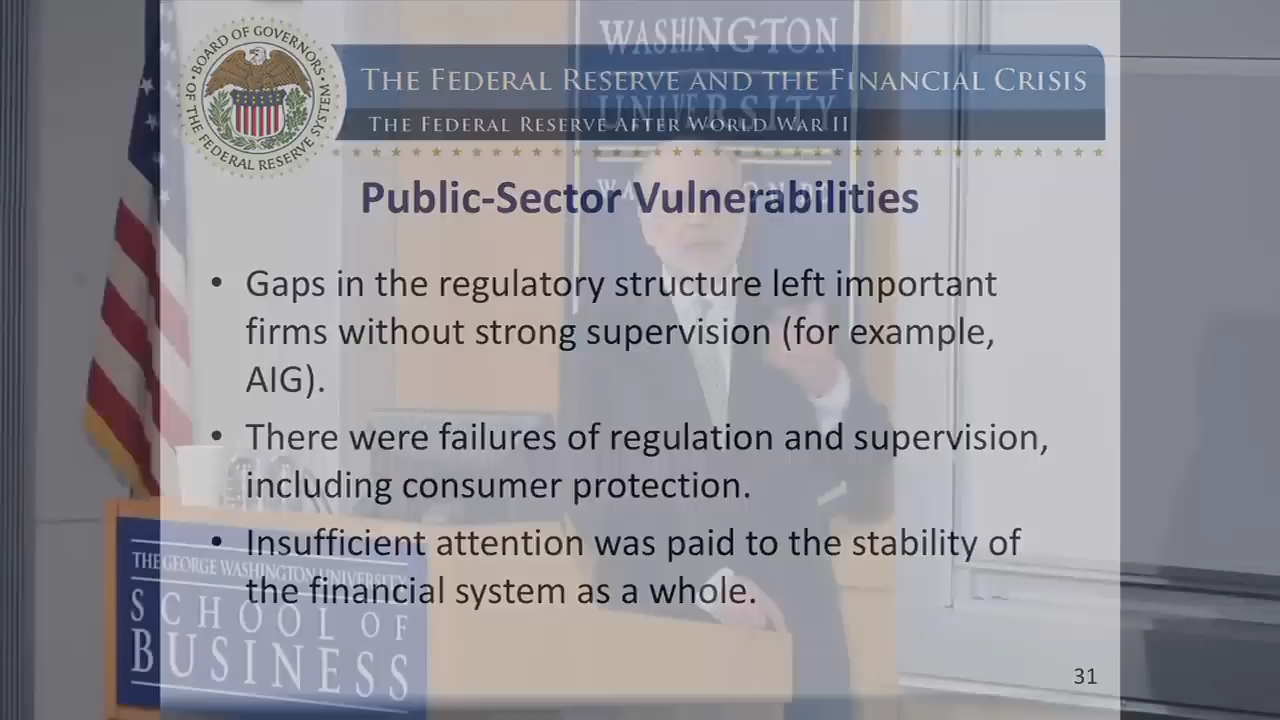 WASHINGTON
UNIVERSITY
BOARD OF GOVERNORS
OF THE FEDERAL RESERVE SYSTEM
THE FEDERAL RESERVE AND THE FINANCIAL CRISIS
THE FEDERAL RESERVE AFTER WORLD WAR II
Public-Sector Vulnerabilities
• Gaps in the regulatory structure left important
firms without strong supervision (for example,
AIG).
• There were failures of regulation and supervision,
including consumer protection.
• Insufficient attention was paid to the stability of
the financial system as a whole.
THE GEORGE WASHINGTON UNIVERSITY
SCHOOL OF
BUSINESS
31